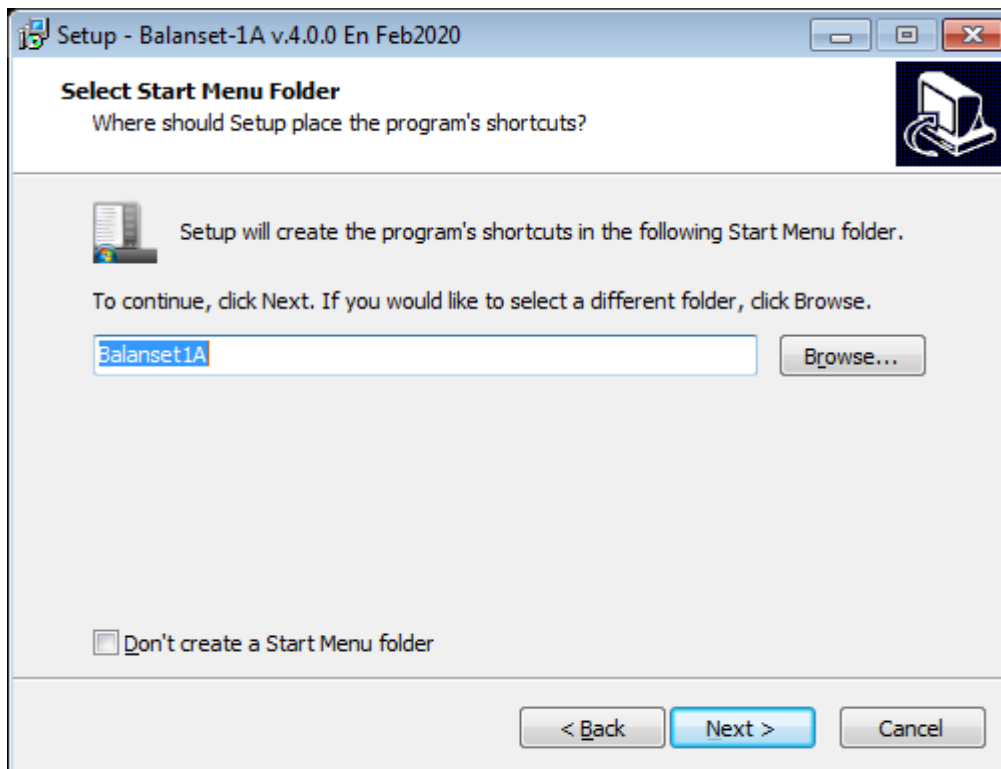 Setup - Balanset-1A v.4.0.0 En Feb2020
Select Start Menu Folder
Where should Setup place the program's shortcuts?
Setup will create the program's shortcuts in the following Start Menu folder.
To continue, click Next. If you would like to select a different folder, click Browse.
Balanset1A
Browse...
Don't create a Start Menu folder
< Back Next > Cancel